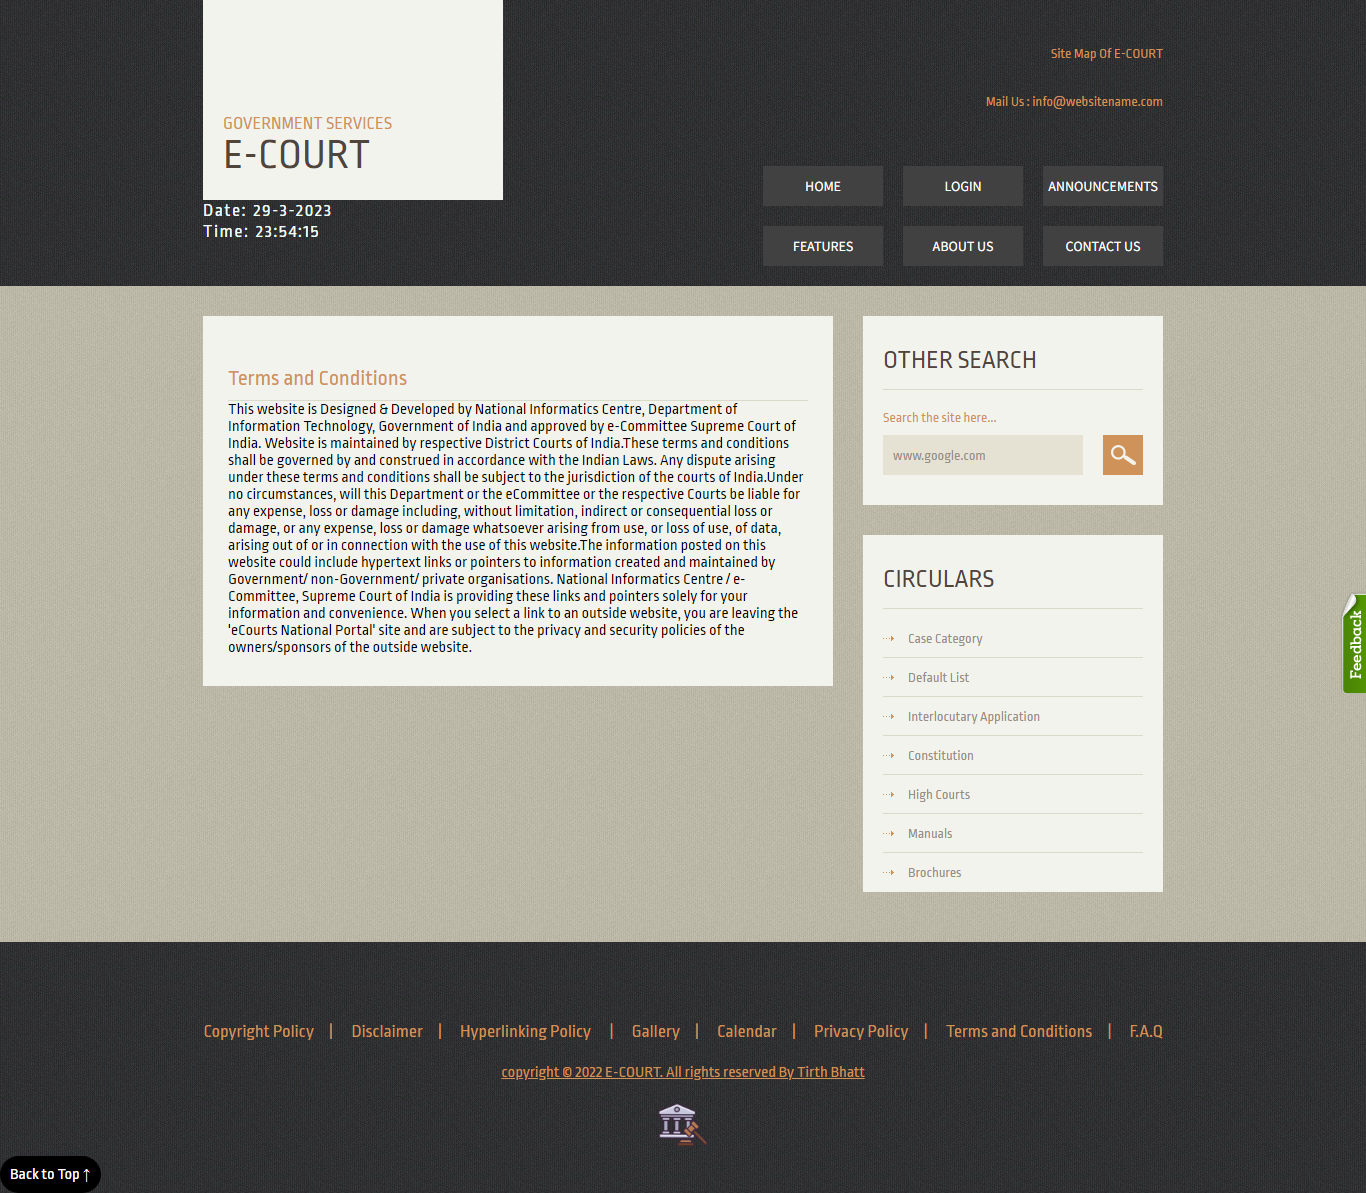 Site Map Of E-COURT
Mail Us : info@websitename.com
GOVERNMENT SERVICES
E-COURT
Date: 29-3-2023
Time: 23:54:15
HOME
LOGIN
ANNOUNCEMENTS
FEATURES
ABOUT US
CONTACT US
Terms and Conditions
This website is Designed & Developed by National Informatics Centre, Department of
Information Technology, Government of India and approved by e-Committee Supreme Court of
India. Website is maintained by respective District Courts of India.These terms and conditions
shall be governed by and construed in accordance with the Indian Laws. Any dispute arising
under these terms and conditions shall be subject to the jurisdiction of the courts of India.Under
no circumstances, will this Department or the eCommittee or the respective Courts be liable for
any expense, loss or damage including, without limitation, indirect or consequential loss or
damage, or any expense, loss or damage whatsoever arising from use, or loss of use, of data,
arising out of or in connection with the use of this website.The information posted on this
website could include hypertext links or pointers to information created and maintained by
Government/ non-Government/ private organisations. National Informatics Centre / e-
Committee, Supreme Court of India is providing these links and pointers solely for your
information and convenience. When you select a link to an outside website, you are leaving the
'eCourts National Portal' site and are subject to the privacy and security policies of the
owners/sponsors of the outside website.
OTHER SEARCH
Search the site here...
www.google.com
CIRCULARS
Case Category
Default List
Interlocutary Application
Constitution
High Courts
Manuals
Brochures
Feedback
Copyright Policy | Disclaimer | Hyperlinking Policy | Gallery | Calendar | Privacy Policy | Terms and Conditions | F.A.Q
copyright © 2022 E-COURT. All rights reserved By Tirth Bhatt
Back to Top ↑